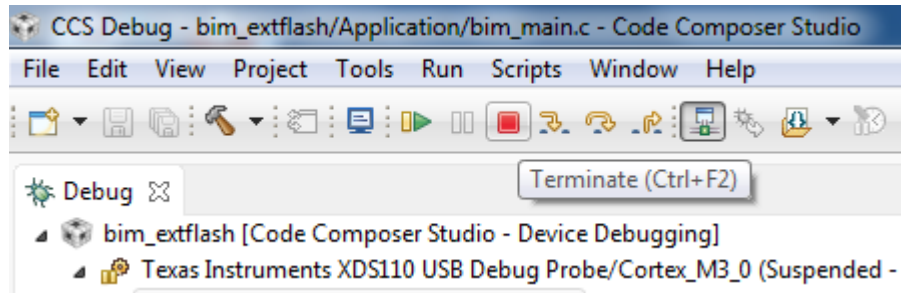 CCS Debug - bim_extflash/Application/bim_main.c - Code Composer Studio
File Edit View Project Tools Run Scripts Window Help
Terminate (Ctrl+F2)
Debug
bim_extflash [Code Composer Studio - Device Debugging]
Texas Instruments XDS110 USB Debug Probe/Cortex_M3_0 (Suspended -